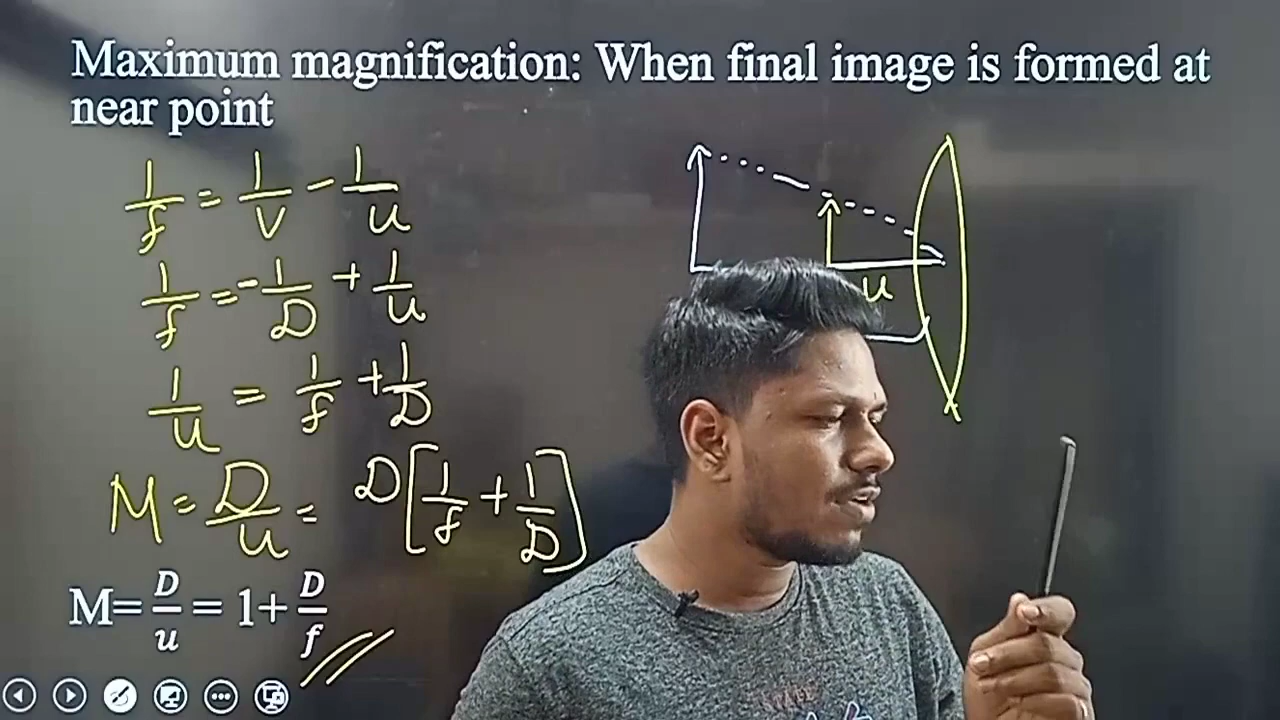 Maximum magnification: When final image is formed at
near point
1/f = 1/v - 1/u
1/f = -1/D + 1/u
u
1/u = 1/f + 1/D
M = D/u = D[1/f + 1/D]
M= D/u = 1+ D/f